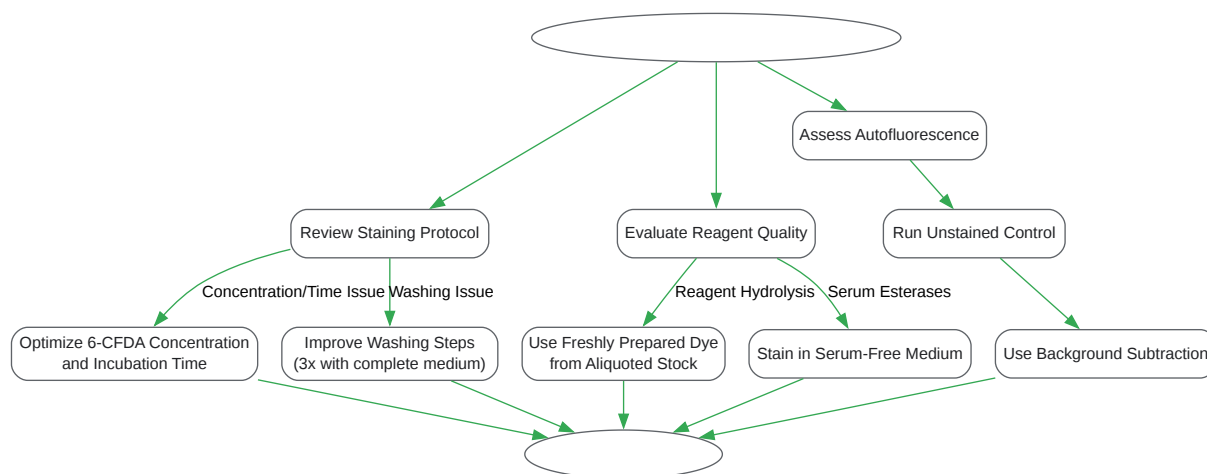 Assess Autofluorescence
Review Staining Protocol
Evaluate Reagent Quality
Run Unstained Control
Concentration/Time Issue
Washing Issue
Reagent Hydrolysis
Serum Esterases
Optimize 6-CFDA Concentration
and Incubation Time
Improve Washing Steps
(3x with complete medium)
Use Freshly Prepared Dye
from Aliquoted Stock
Stain in Serum-Free Medium
Use Background Subtraction